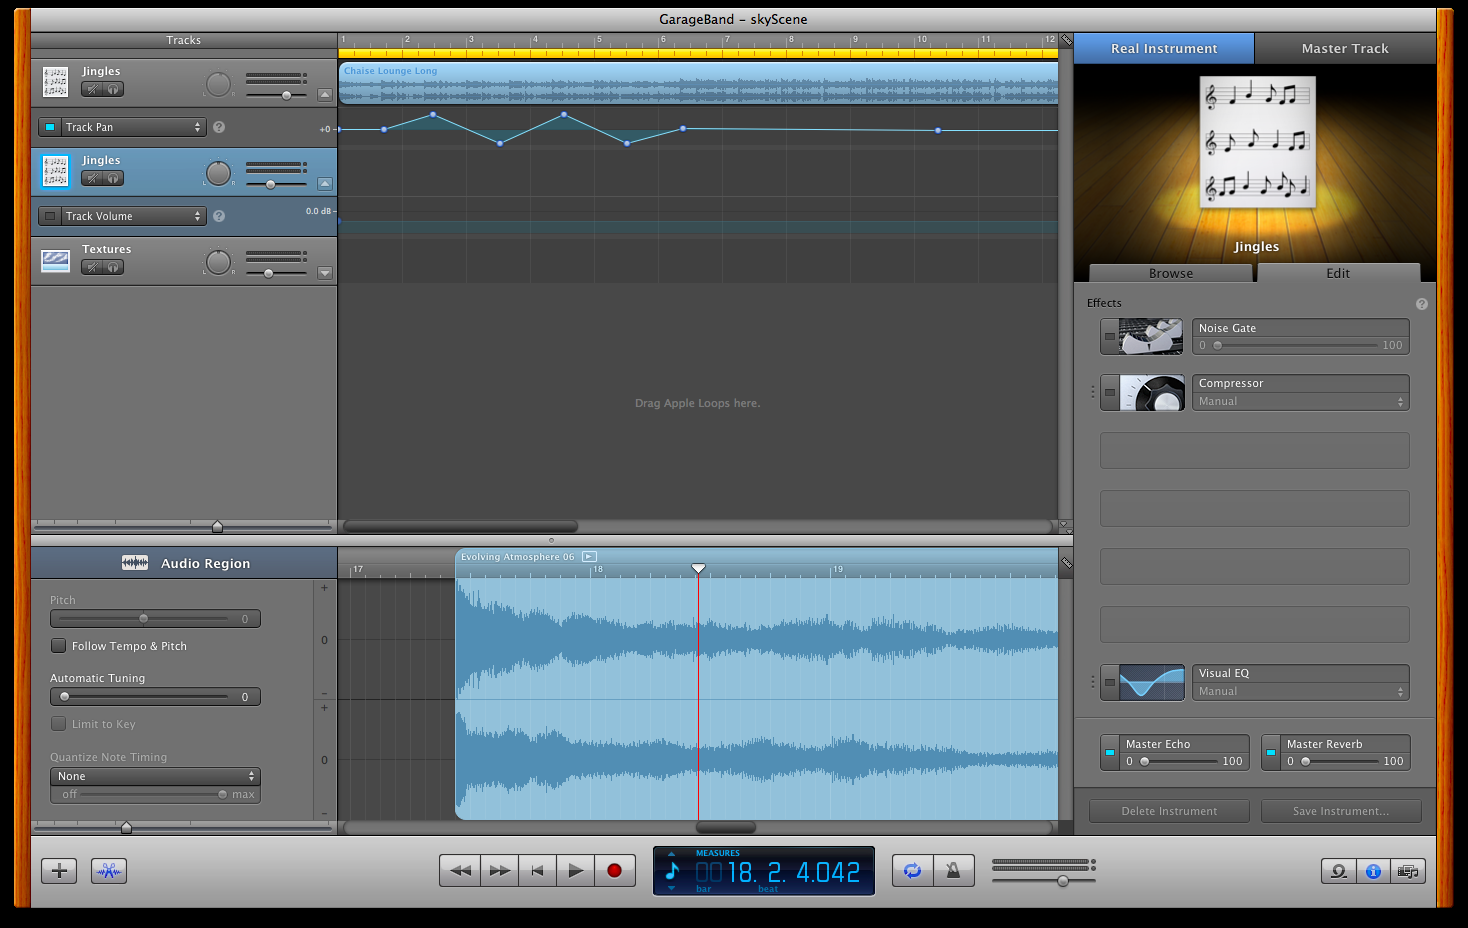 GarageBand – skyScene
Tracks
1 2 3 4 5 6 7 8 9 10 11 12
Real Instrument
Master Track
Jingles
Chaise Lounge Long
Track Pan
?
+0
Jingles
Track Volume
?
0.0 dB
Textures
L R
Jingles
Browse
Edit
Effects
?
Noise Gate
0 100
Compressor
Manual
Drag Apple Loops here.
Visual EQ
Manual
Master Echo
0 100
Master Reverb
0 100
Delete Instrument
Save Instrument...
Audio Region
Evolving Atmosphere 06
17 18 19
Pitch
0
Follow Tempo & Pitch
Automatic Tuning
0
Limit to Key
Quantize Note Timing
None
off max
+
0
–
+
0
–
MEASURES
0018. 2. 4.042
bar beat